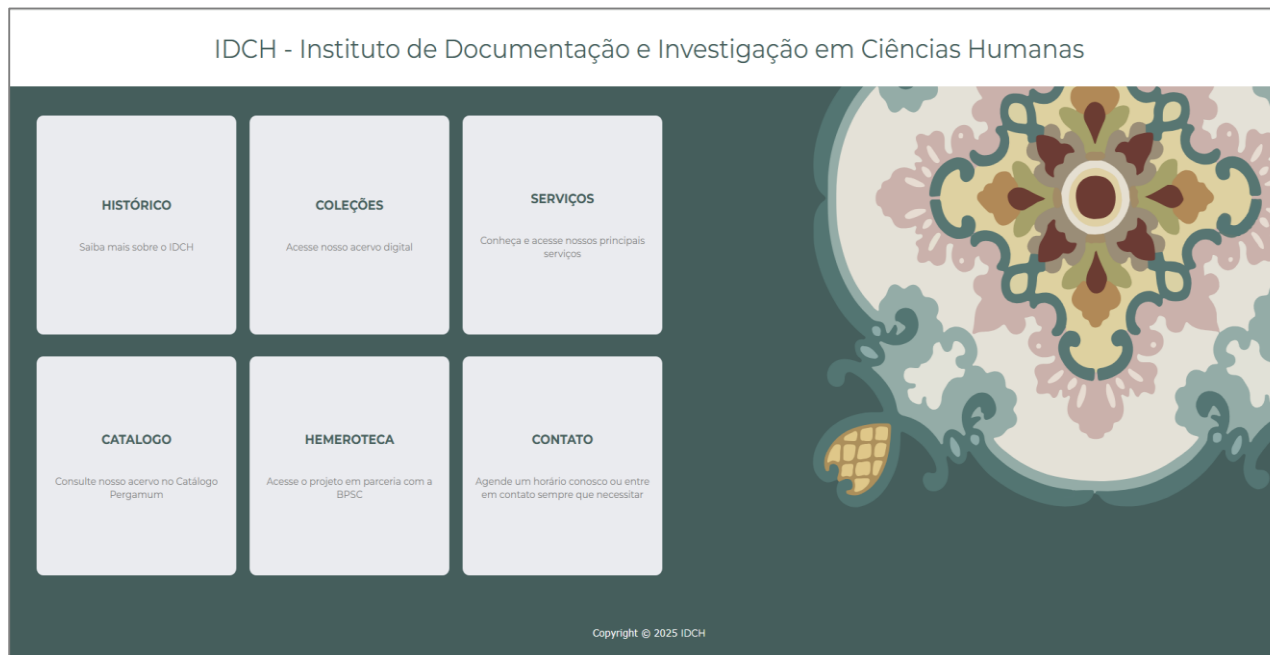 IDCH - Instituto de Documentação e Investigação em Ciências Humanas
HISTÓRICO
Saiba mais sobre o IDCH
COLEÇÕES
Acesse nosso acervo digital
SERVIÇOS
Conheça e acesse nossos principais
serviços
CATALOGO
Consulte nosso acervo no Catálogo
Pergamum
HEMEROTECA
Acesse o projeto em parceria com a
BPSC
CONTATO
Agende um horário conosco ou entre
em contato sempre que necessitar
Copyright © 2025 IDCH